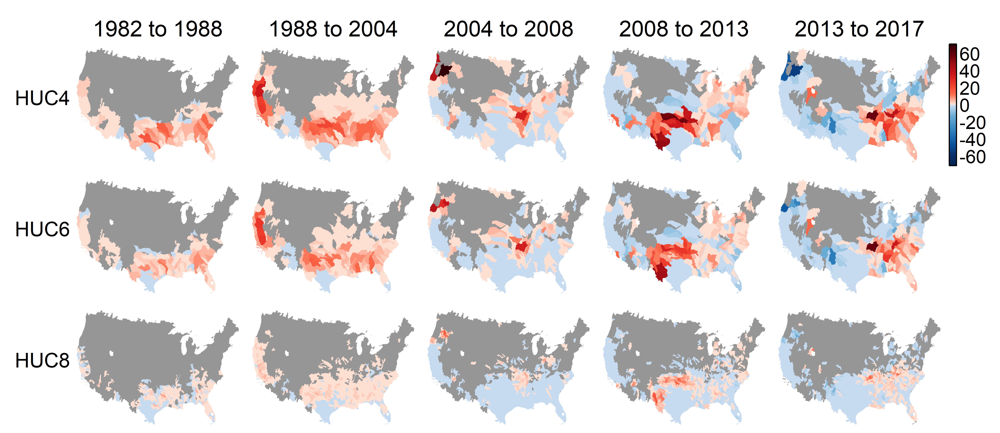 1982 to 1988
1988 to 2004
2004 to 2008
2008 to 2013
2013 to 2017
HUC4
60
40
20
0
-20
-40
-60
HUC6
HUC8